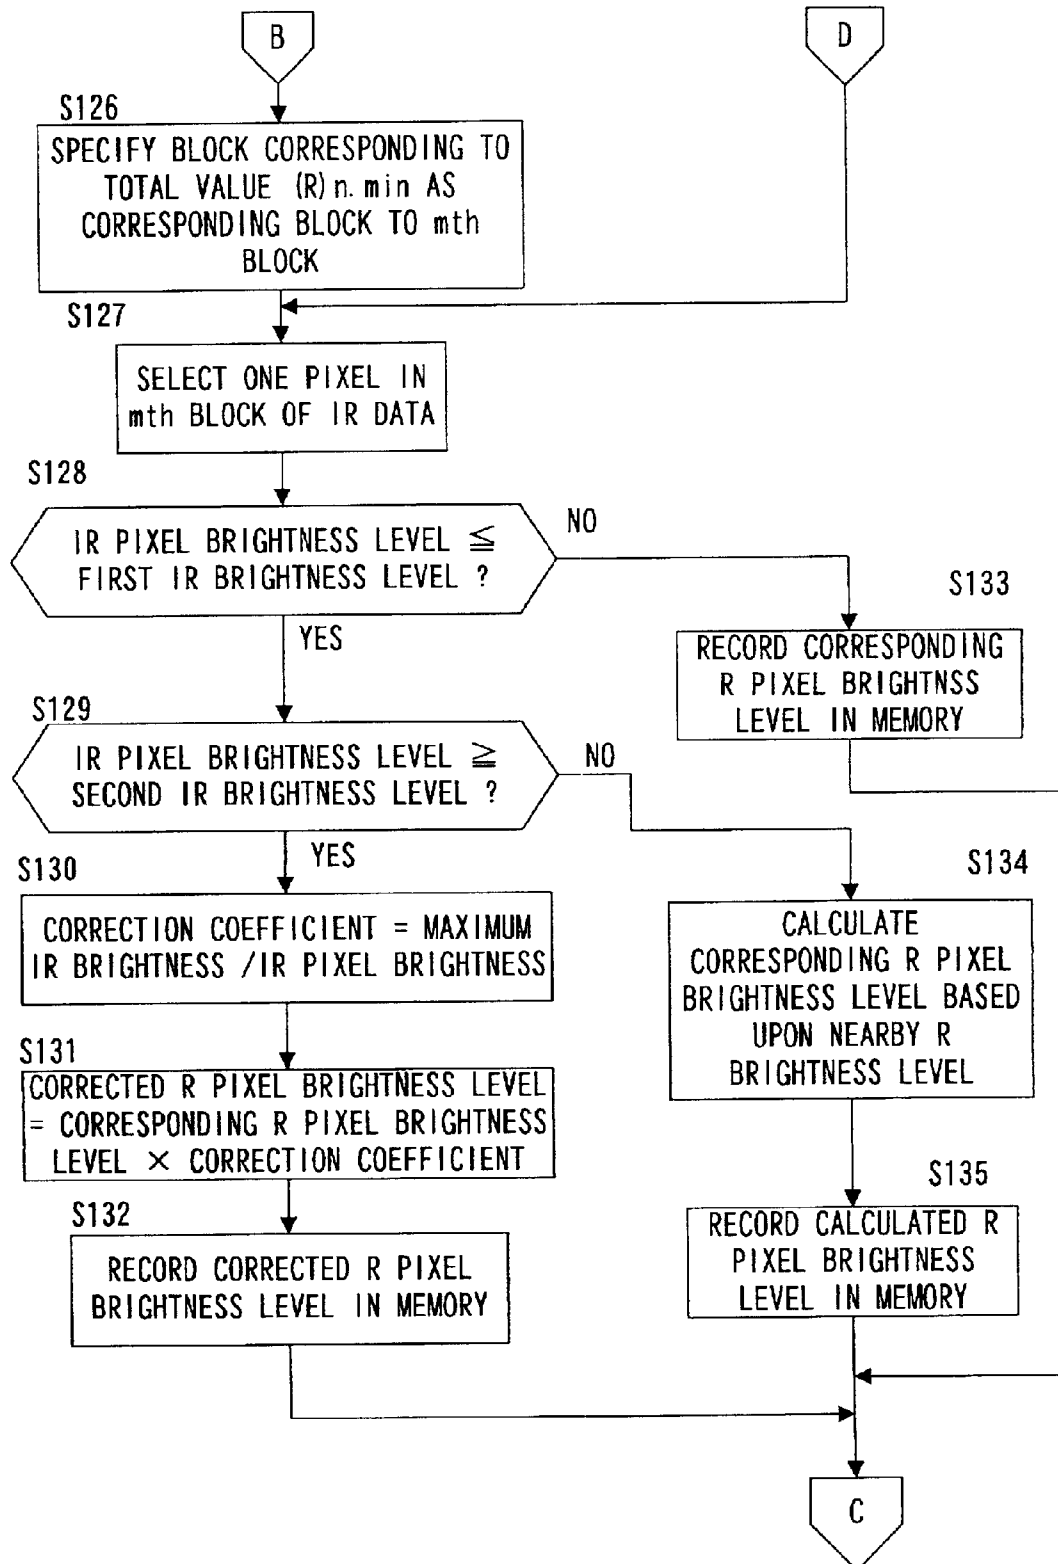 B
D
S126
SPECIFY BLOCK CORRESPONDING TO
TOTAL VALUE (R)n.min AS
CORRESPONDING BLOCK TO mth
BLOCK
S127
SELECT ONE PIXEL IN
mth BLOCK OF IR DATA
S128
IR PIXEL BRIGHTNESS LEVEL ≦
FIRST IR BRIGHTNESS LEVEL ?
NO
YES
S133
RECORD CORRESPONDING
R PIXEL BRIGHTNSS
LEVEL IN MEMORY
S129
IR PIXEL BRIGHTNESS LEVEL ≧
SECOND IR BRIGHTNESS LEVEL ?
NO
YES
S130
CORRECTION COEFFICIENT = MAXIMUM
IR BRIGHTNESS /IR PIXEL BRIGHTNESS
S134
CALCULATE
CORRESPONDING R PIXEL
BRIGHTNESS LEVEL BASED
UPON NEARBY R
BRIGHTNESS LEVEL
S131
CORRECTED R PIXEL BRIGHTNESS LEVEL
= CORRESPONDING R PIXEL BRIGHTNESS
LEVEL × CORRECTION COEFFICIENT
S132
RECORD CORRECTED R PIXEL
BRIGHTNESS LEVEL IN MEMORY
S135
RECORD CALCULATED R
PIXEL BRIGHTNESS
LEVEL IN MEMORY
C